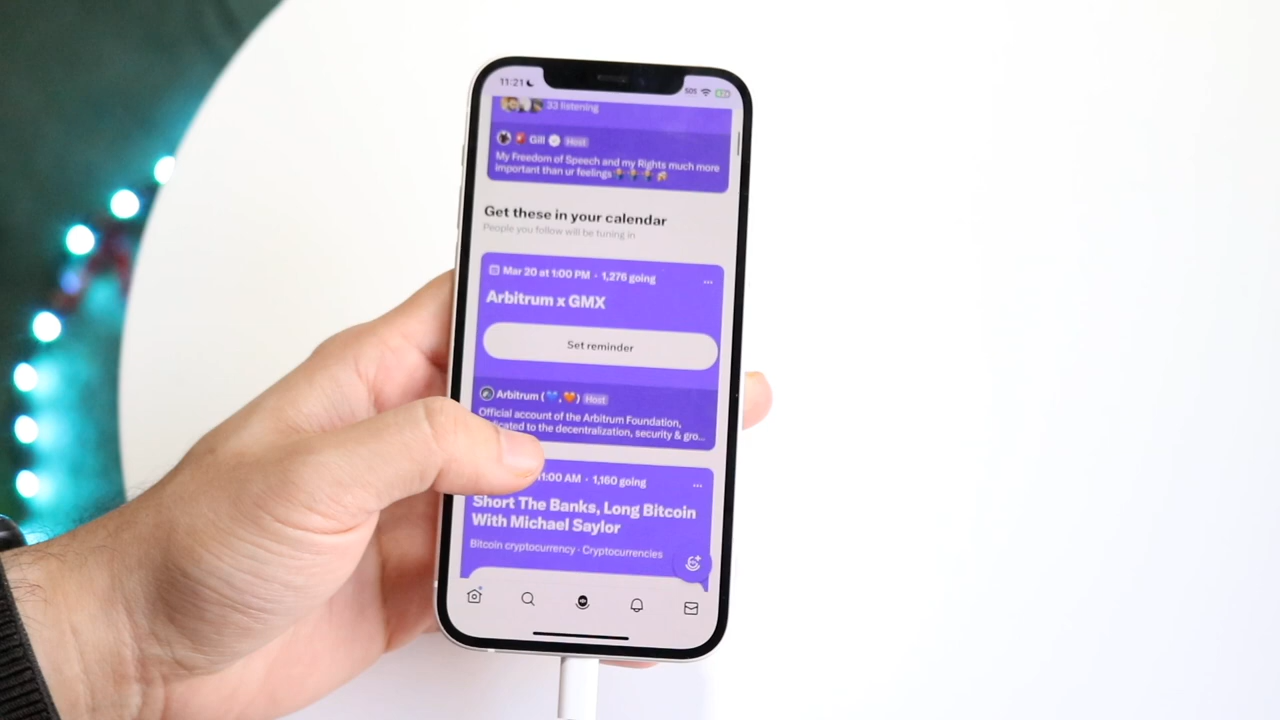 11:21
SOS
33 listening
Gill Host
My Freedom of Speech and my Rights much more
important than ur feelings
Get these in your calendar
People you follow will be tuning in
Mar 20 at 1:00 PM · 1,276 going
Arbitrum x GMX
Set reminder
Arbitrum (💙,🧡) Host
Official account of the Arbitrum Foundation,
cated to the decentralization, security & gro...
1:00 AM · 1,160 going
Short The Banks, Long Bitcoin
With Michael Saylor
Bitcoin cryptocurrency · Cryptocurrencies